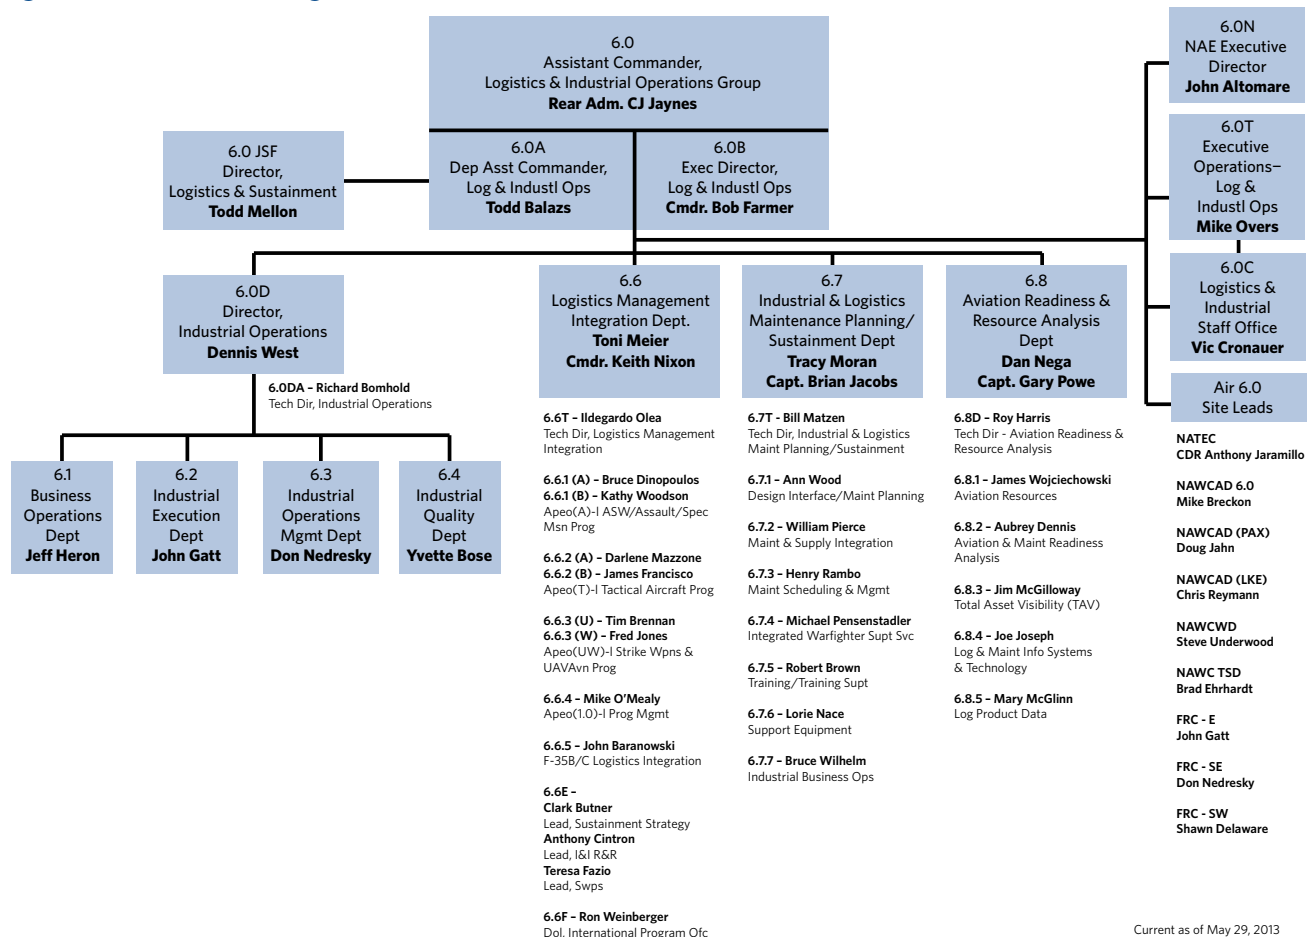 6.0
Assistant Commander,
Logistics & Industrial Operations Group
Rear Adm. CJ Jaynes
6.0A
Dep Asst Commander,
Log & Industl Ops
Todd Balazs
6.0B
Exec Director,
Log & Industl Ops
Cmdr. Bob Farmer
6.0 JSF
Director,
Logistics & Sustainment
Todd Mellon
6.0N
NAE Executive
Director
John Altomare
6.0T
Executive
Operations–
Log &
Industl Ops
Mike Overs
6.0C
Logistics &
Industrial
Staff Office
Vic Cronauer
Air 6.0
Site Leads
NATEC
CDR Anthony Jaramillo
NAWCAD 6.0
Mike Breckon
NAWCAD (PAX)
Doug Jahn
NAWCAD (LKE)
Chris Reymann
NAWCWD
Steve Underwood
NAWC TSD
Brad Ehrhardt
FRC - E
John Gatt
FRC - SE
Don Nedresky
FRC - SW
Shawn Delaware
6.0D
Director,
Industrial Operations
Dennis West
6.0DA – Richard Bomhold
Tech Dir, Industrial Operations
6.1
Business
Operations
Dept
Jeff Heron
6.2
Industrial
Execution
Dept
John Gatt
6.3
Industrial
Operations
Mgmt Dept
Don Nedresky
6.4
Industrial
Quality
Dept
Yvette Bose
6.6
Logistics Management
Integration Dept.
Toni Meier
Cmdr. Keith Nixon
6.6T – Ildegardo Olea
Tech Dir, Logistics Management
Integration
6.6.1 (A) – Bruce Dinopoulos
6.6.1 (B) – Kathy Woodson
Apeo(A)-l ASW/Assault/Spec
Msn Prog
6.6.2 (A) – Darlene Mazzone
6.6.2 (B) – James Francisco
Apeo(T)-l Tactical Aircraft Prog
6.6.3 (U) – Tim Brennan
6.6.3 (W) – Fred Jones
Apeo(UW)-l Strike Wpns &
UAVAvn Prog
6.6.4 – Mike O’Mealy
Apeo(1.0)-l Prog Mgmt
6.6.5 – John Baranowski
F-35B/C Logistics Integration
6.6E –
Clark Butner
Lead, Sustainment Strategy
Anthony Cintron
Lead, I&I R&R
Teresa Fazio
Lead, Swps
6.6F – Ron Weinberger
Dol, International Program Ofc
6.7
Industrial & Logistics
Maintenance Planning/
Sustainment Dept
Tracy Moran
Capt. Brian Jacobs
6.7T - Bill Matzen
Tech Dir, Industrial & Logistics
Maint Planning/Sustainment
6.7.1 – Ann Wood
Design Interface/Maint Planning
6.7.2 – William Pierce
Maint & Supply Integration
6.7.3 – Henry Rambo
Maint Scheduling & Mgmt
6.7.4 – Michael Pensenstadler
Integrated Warfighter Supt Svc
6.7.5 – Robert Brown
Training/Training Supt
6.7.6 – Lorie Nace
Support Equipment
6.7.7 – Bruce Wilhelm
Industrial Business Ops
6.8
Aviation Readiness &
Resource Analysis
Dept
Dan Nega
Capt. Gary Powe
6.8D – Roy Harris
Tech Dir - Aviation Readiness &
Resource Analysis
6.8.1 – James Wojciechowski
Aviation Resources
6.8.2 – Aubrey Dennis
Aviation & Maint Readiness
Analysis
6.8.3 – Jim McGilloway
Total Asset Visibility (TAV)
6.8.4 – Joe Joseph
Log & Maint Info Systems
& Technology
6.8.5 – Mary McGlinn
Log Product Data
Current as of May 29, 2013